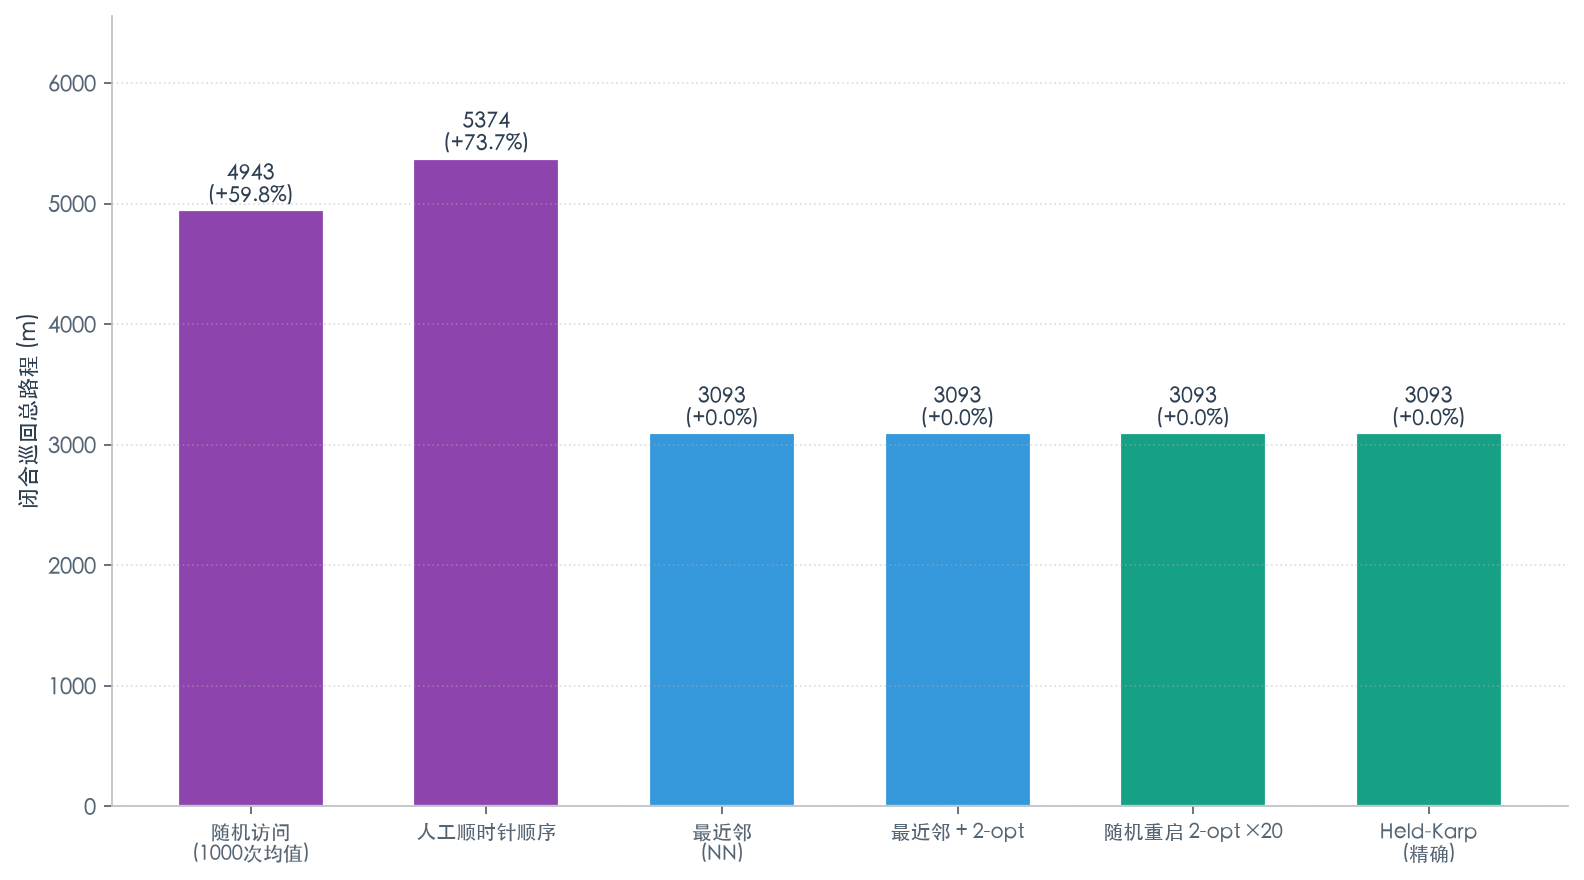 闭合巡回总路程 (m)
6000
5000
4000
3000
2000
1000
0
4943
(+59.8%)
5374
(+73.7%)
3093
(+0.0%)
3093
(+0.0%)
3093
(+0.0%)
3093
(+0.0%)
随机访问
(1000次均值)
人工顺时针顺序
最近邻
(NN)
最近邻 + 2-opt
随机重启 2-opt ×20
Held-Karp
(精确)